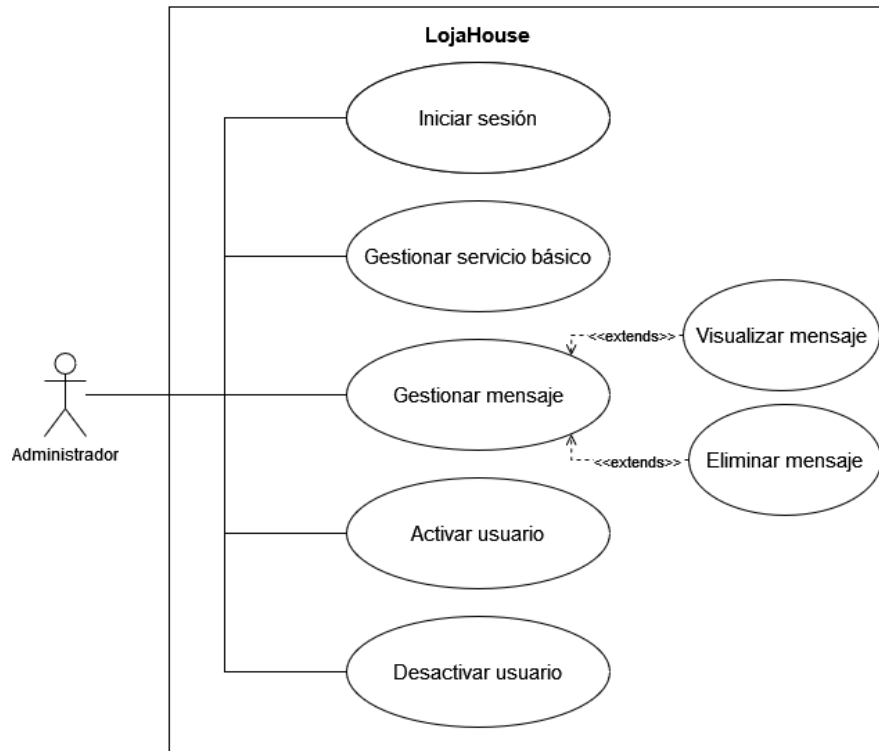 LojaHouse
Iniciar sesión
Gestionar servicio básico
<<extends>>
Visualizar mensaje
Gestionar mensaje
Administrador
<<extends>>
Eliminar mensaje
Activar usuario
Desactivar usuario